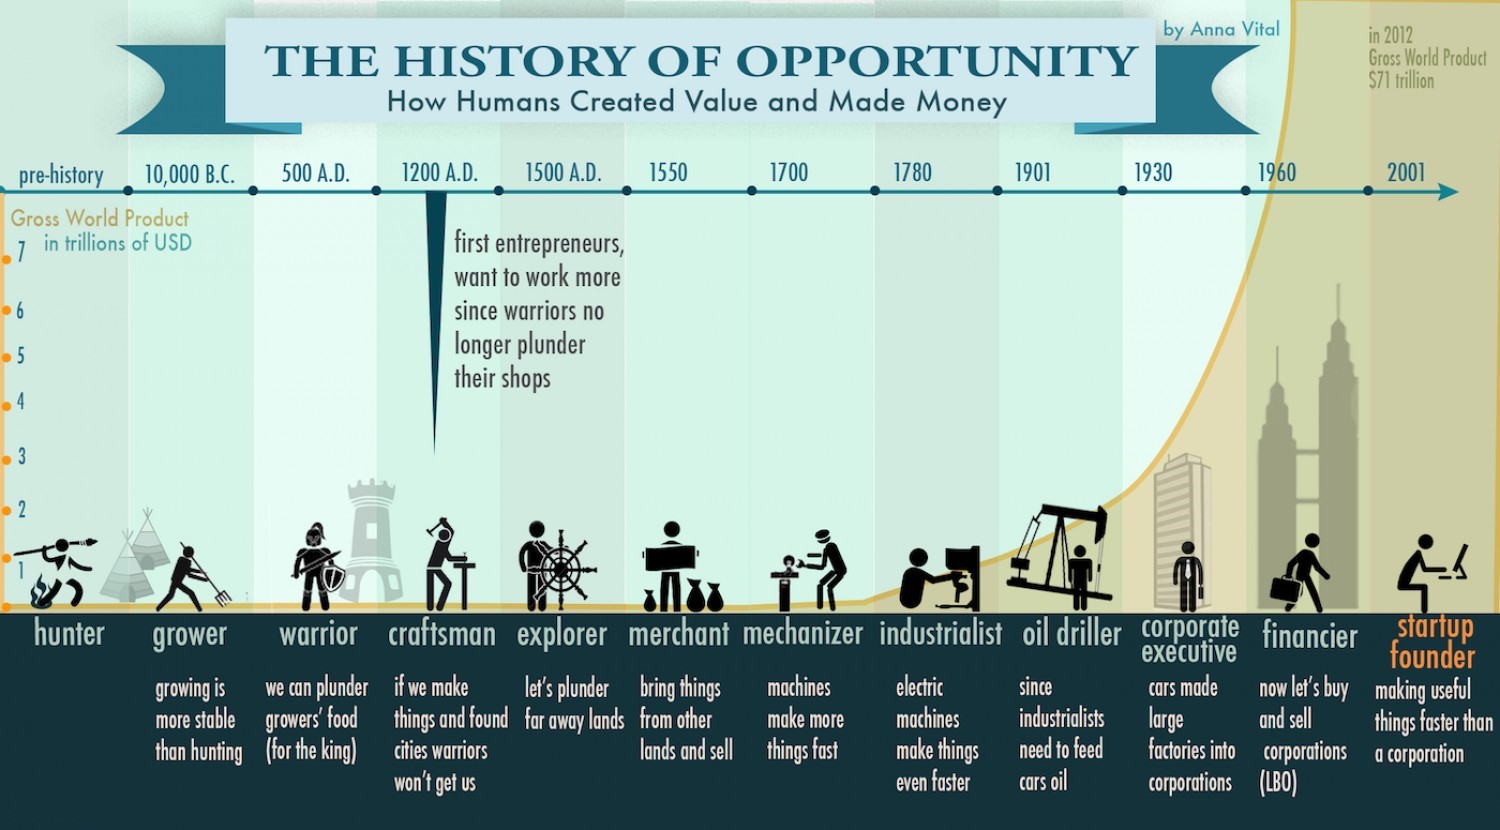 THE HISTORY OF OPPORTUNITY
How Humans Created Value and Made Money
by Anna Vital
in 2012
Gross World Product
$71 trillion
pre-history
10,000 B.C.
500 A.D.
1200 A.D.
1500 A.D.
1550
1700
1780
1901
1930
1960
2001
Gross World Product
in trillions of USD
7
6
5
4
3
2
1
first entrepreneurs,
want to work more
since warriors no
longer plunder
their shops
hunter
grower
growing is
more stable
than hunting
warrior
we can plunder
growers' food
(for the king)
craftsman
if we make
things and found
cities warriors
won't get us
explorer
let's plunder
far away lands
merchant
bring things
from other
lands and sell
mechanizer
machines
make more
things fast
industrialist
electric
machines
make things
even faster
oil driller
since
industrialists
need to feed
cars oil
corporate
executive
cars made
large
factories into
corporations
financier
now let's buy
and sell
corporations
(LBO)
startup
founder
making useful
things faster than
a corporation